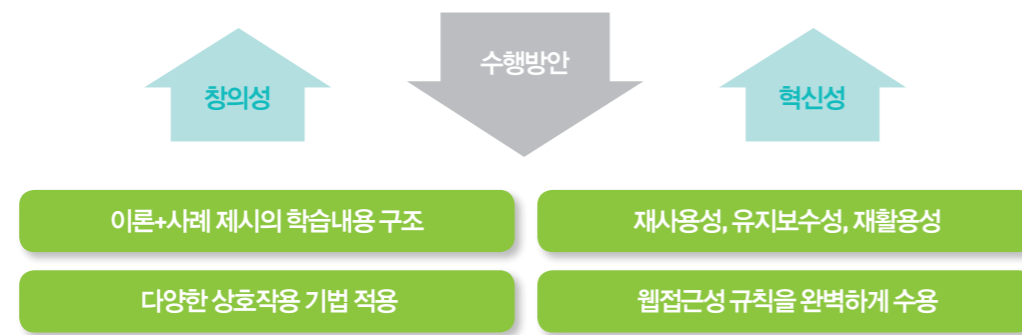 수행방안
창의성
혁신성
이론+사례 제시의 학습내용 구조
재사용성, 유지보수성, 재활용성
다양한 상호작용 기법 적용
웹접근성 규칙을 완벽하게 수용